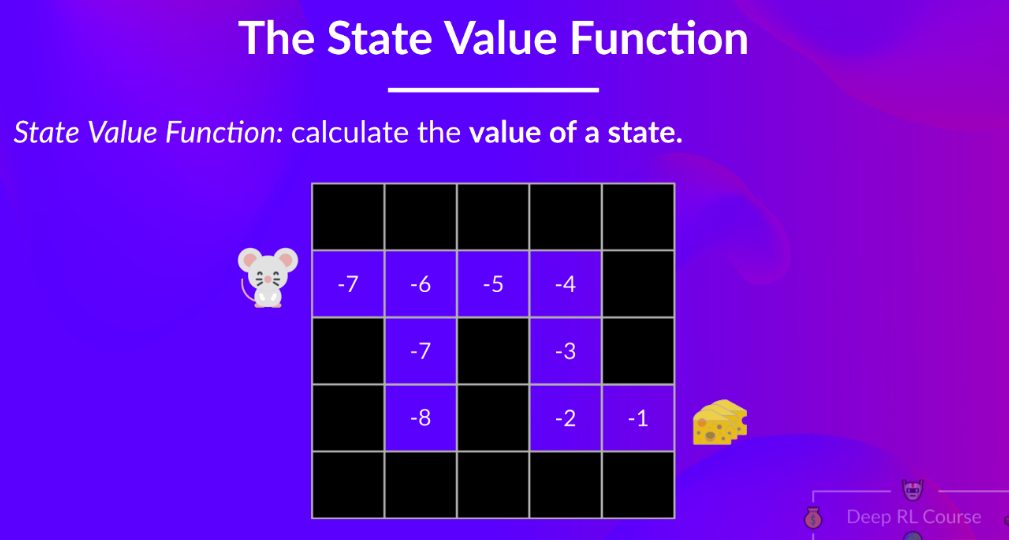 The State Value Function
State Value Function: calculate the value of a state.
-7 -6 -5 -4
-7 -3
-8 -2 -1
Deep RL Course